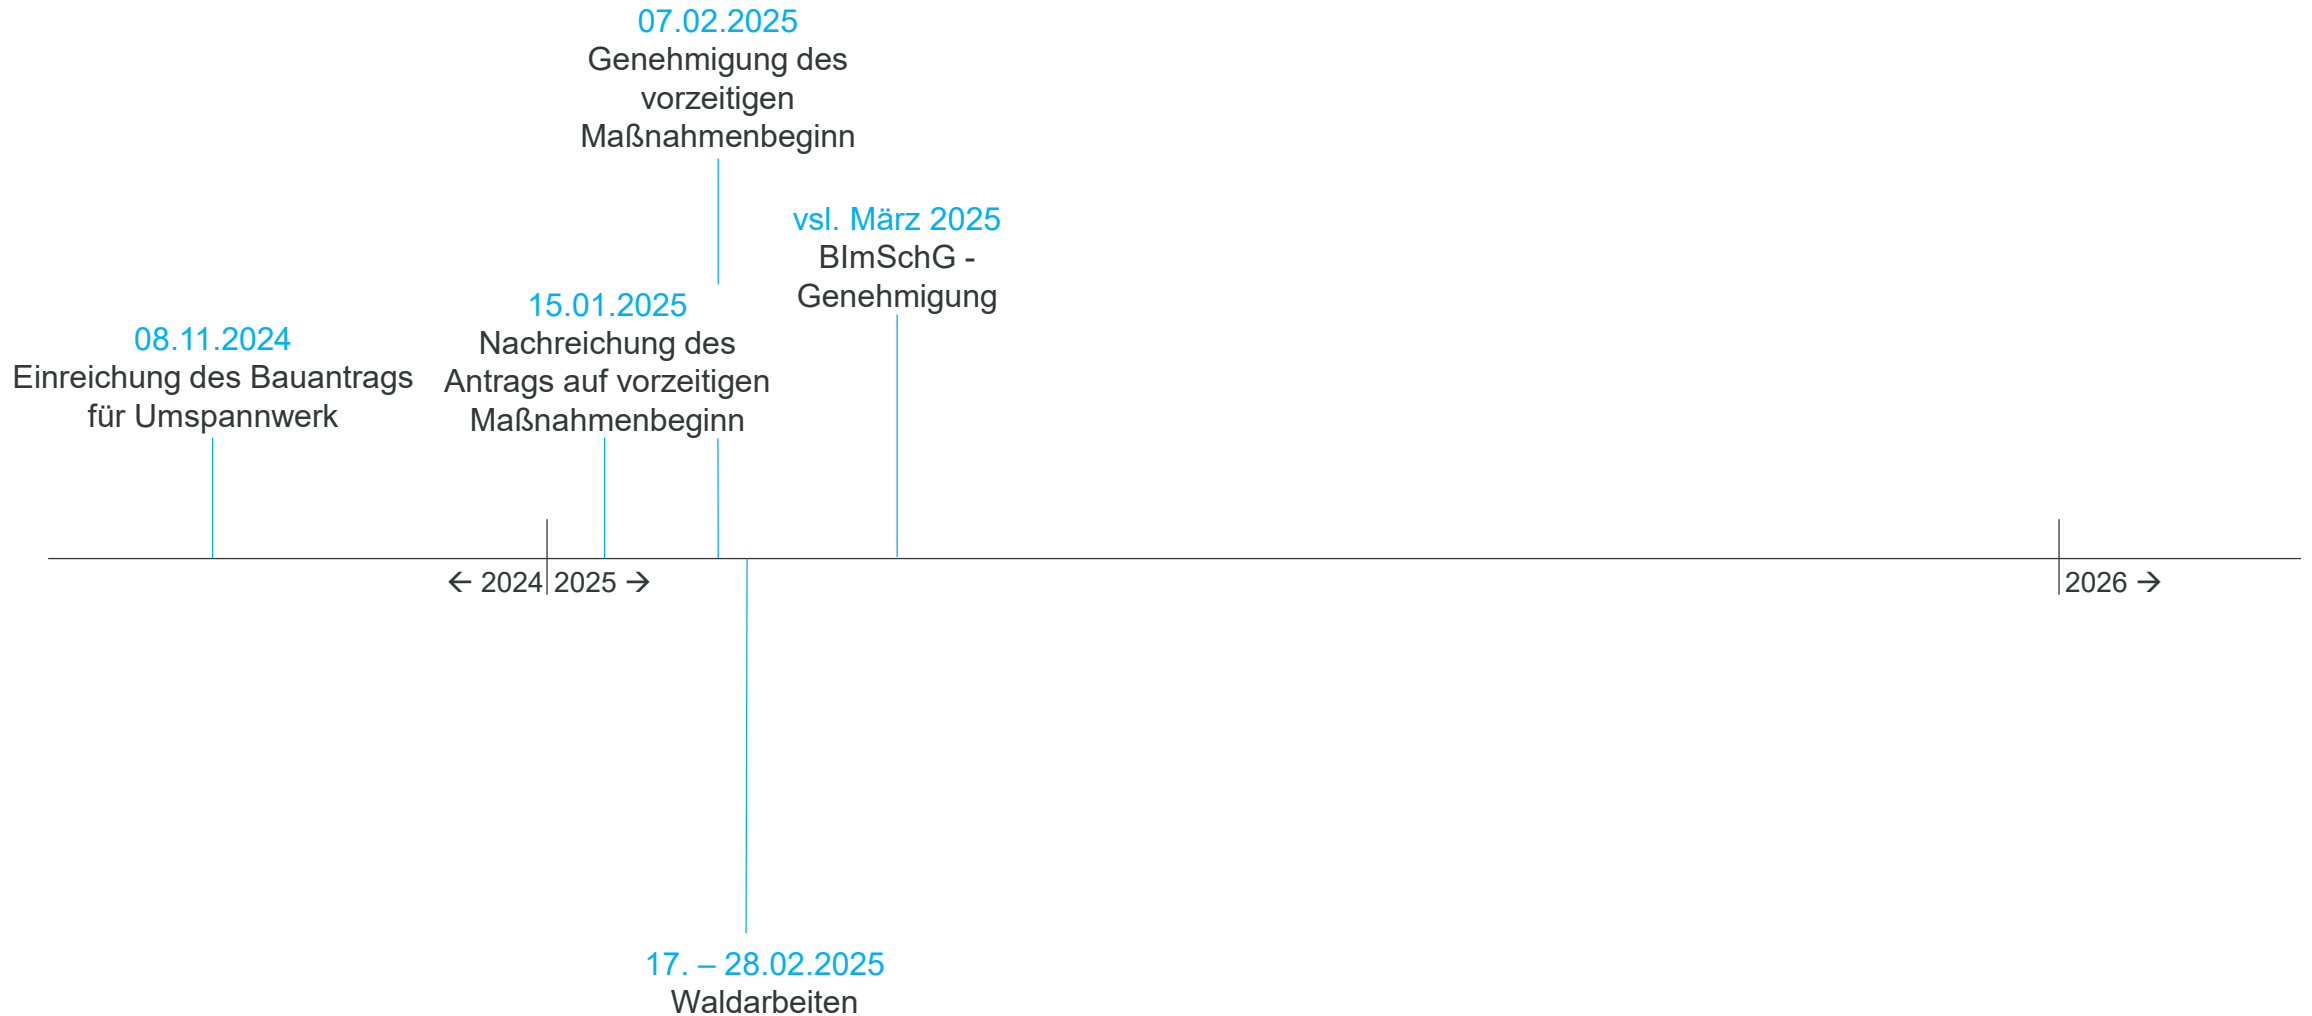 07.02.2025
Genehmigung des
vorzeitigen
Maßnahmenbeginn
vsl. März 2025
BImSchG -
Genehmigung
15.01.2025
Nachreichung des
Antrags auf vorzeitigen
Maßnahmenbeginn
08.11.2024
Einreichung des Bauantrags
für Umspannwerk
← 2024
2025 →
2026 →
17. – 28.02.2025
Waldarbeiten